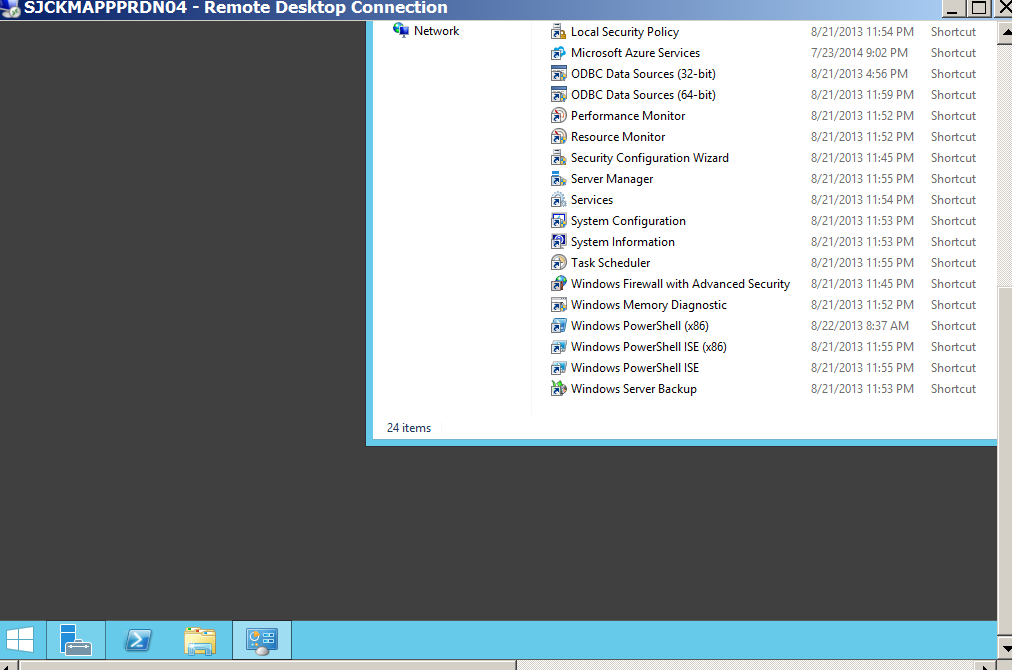 SJCKMAPPPRDN04 - Remote Desktop Connection
Network
Local Security Policy 8/21/2013 11:54 PM Shortcut
Microsoft Azure Services 7/23/2014 9:02 PM Shortcut
ODBC Data Sources (32-bit) 8/21/2013 4:56 PM Shortcut
ODBC Data Sources (64-bit) 8/21/2013 11:59 PM Shortcut
Performance Monitor 8/21/2013 11:52 PM Shortcut
Resource Monitor 8/21/2013 11:52 PM Shortcut
Security Configuration Wizard 8/21/2013 11:45 PM Shortcut
Server Manager 8/21/2013 11:55 PM Shortcut
Services 8/21/2013 11:54 PM Shortcut
System Configuration 8/21/2013 11:53 PM Shortcut
System Information 8/21/2013 11:53 PM Shortcut
Task Scheduler 8/21/2013 11:55 PM Shortcut
Windows Firewall with Advanced Security 8/21/2013 11:45 PM Shortcut
Windows Memory Diagnostic 8/21/2013 11:52 PM Shortcut
Windows PowerShell (x86) 8/22/2013 8:37 AM Shortcut
Windows PowerShell ISE (x86) 8/21/2013 11:55 PM Shortcut
Windows PowerShell ISE 8/21/2013 11:55 PM Shortcut
Windows Server Backup 8/21/2013 11:53 PM Shortcut
24 items